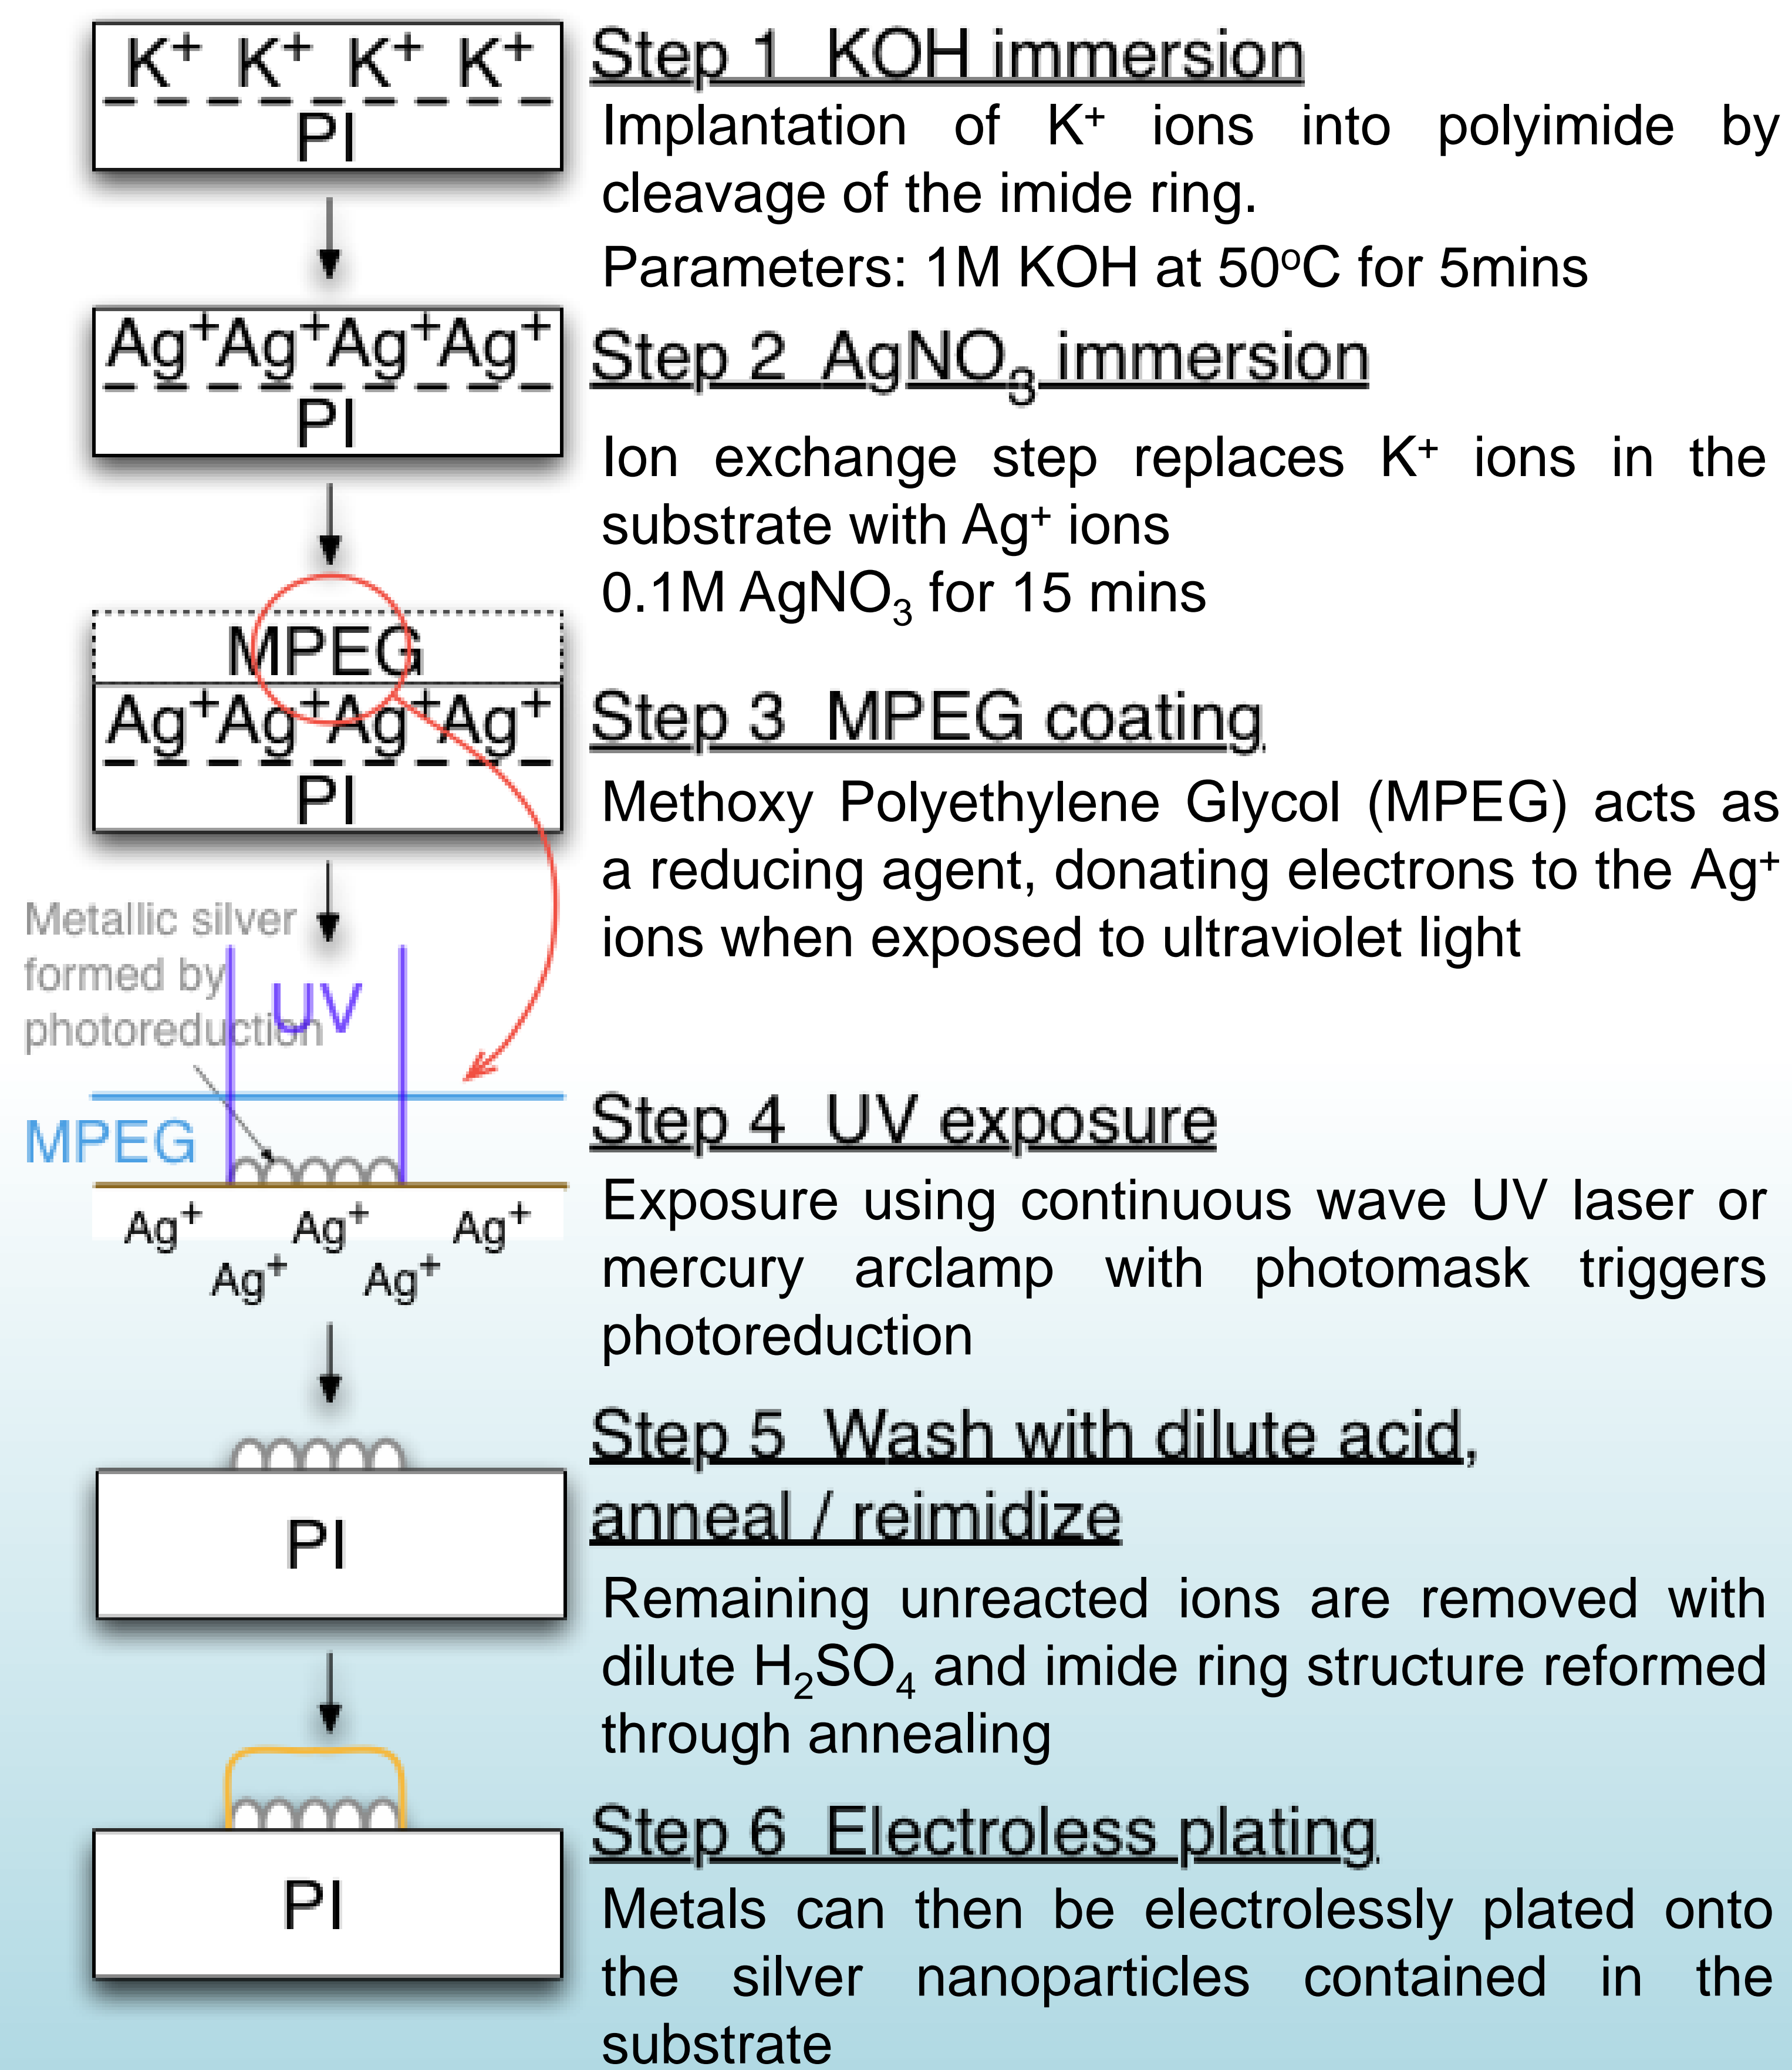 K⁺ K⁺ K⁺ K⁺
PI
Step 1 KOH immersion
Implantation of K⁺ ions into polyimide by
cleavage of the imide ring.
Parameters: 1M KOH at 50ºC for 5mins
Ag⁺Ag⁺Ag⁺Ag⁺
PI
Step 2 AgNO₃ immersion
Ion exchange step replaces K⁺ ions in the
substrate with Ag⁺ ions
0.1M AgNO₃ for 15 mins
MPEG
Ag⁺Ag⁺Ag⁺Ag⁺
PI
Step 3 MPEG coating
Methoxy Polyethylene Glycol (MPEG) acts as
a reducing agent, donating electrons to the Ag⁺
ions when exposed to ultraviolet light
Metallic silver
formed by
photoreduction
UV
MPEG
Ag⁺ Ag⁺ Ag⁺
Ag⁺ Ag⁺
Step 4 UV exposure
Exposure using continuous wave UV laser or
mercury arclamp with photomask triggers
photoreduction
PI
Step 5 Wash with dilute acid,
anneal / reimidize
Remaining unreacted ions are removed with
dilute H₂SO₄ and imide ring structure reformed
through annealing
PI
Step 6 Electroless plating
Metals can then be electrolessly plated onto
the silver nanoparticles contained in the
substrate